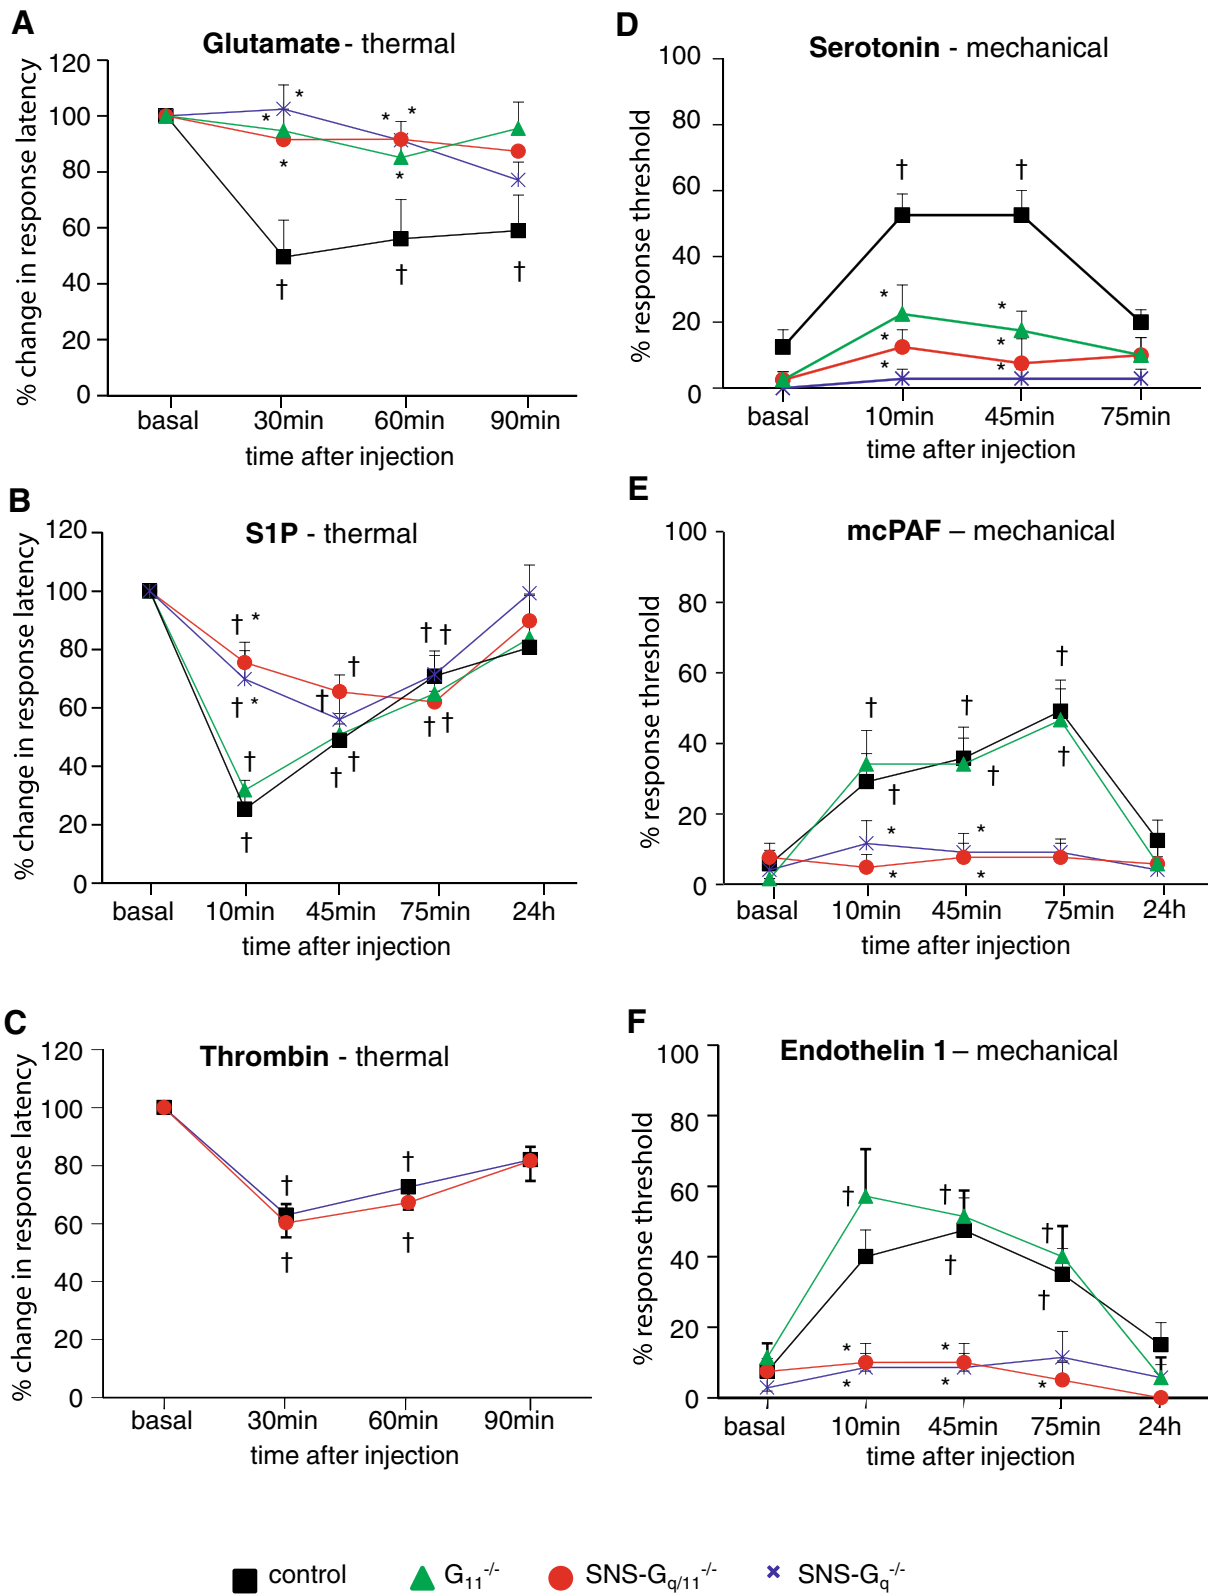 A
Glutamate - thermal
% change in response latency
120
100
80
60
40
20
0
* * * * * *
† † †
basal 30min 60min 90min
time after injection
B
S1P - thermal
% change in response latency
120
100
80
60
40
20
0
† * † † †
† * † † †
† † †
†
basal 10min 45min 75min 24h
time after injection
C
Thrombin - thermal
% change in response latency
120
100
80
60
40
20
0
† †
† †
basal 30min 60min 90min
time after injection
D
Serotonin - mechanical
% response threshold
100
80
60
40
20
0
† †
* *
* *
* *
basal 10min 45min 75min
time after injection
E
mcPAF – mechanical
% response threshold
100
80
60
40
20
0
† † †
† † †
* *
* *
basal 10min 45min 75min 24h
time after injection
F
Endothelin 1 – mechanical
% response threshold
100
80
60
40
20
0
† † †
† †
* *
* * *
basal 10min 45min 75min 24h
time after injection
control G11-/- SNS-Gq/11-/- SNS-Gq-/-